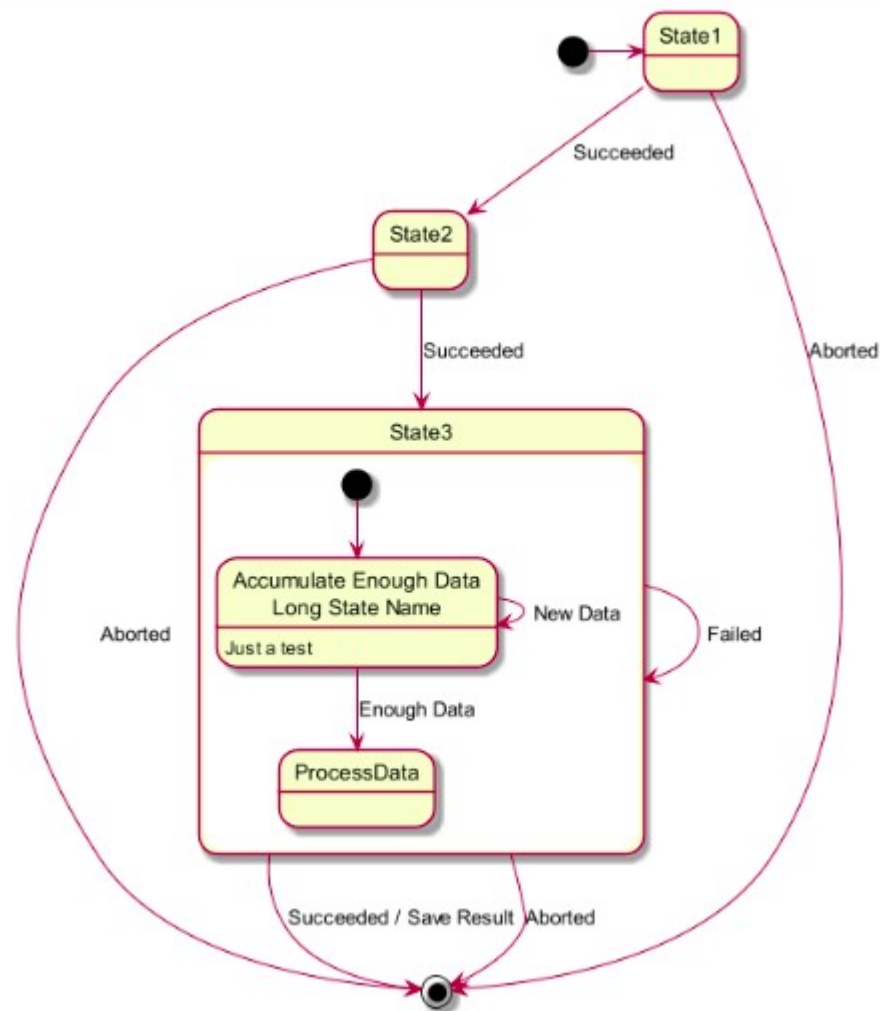 State1
Succeeded
State2
Succeeded
Aborted
State3
Accumulate Enough Data
Long State Name
New Data
Just a test
Aborted
Failed
Enough Data
ProcessData
Succeeded / Save Result
Aborted